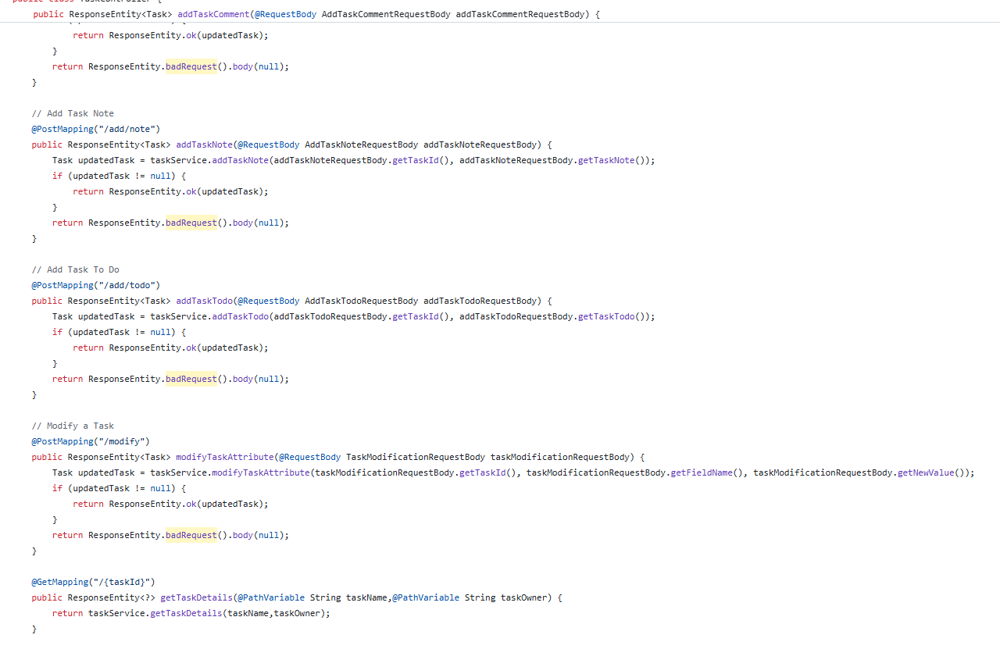 public class TaskController {
public ResponseEntity<Task> addTaskComment(@RequestBody AddTaskCommentRequestBody addTaskCommentRequestBody) {
return ResponseEntity.ok(updatedTask);
}
return ResponseEntity.badRequest().body(null);
}
// Add Task Note
@PostMapping("/add/note")
public ResponseEntity<Task> addTaskNote(@RequestBody AddTaskNoteRequestBody addTaskNoteRequestBody) {
Task updatedTask = taskService.addTaskNote(addTaskNoteRequestBody.getTaskId(), addTaskNoteRequestBody.getTaskNote());
if (updatedTask != null) {
return ResponseEntity.ok(updatedTask);
}
return ResponseEntity.badRequest().body(null);
}
// Add Task To Do
@PostMapping("/add/todo")
public ResponseEntity<Task> addTaskTodo(@RequestBody AddTaskTodoRequestBody addTaskTodoRequestBody) {
Task updatedTask = taskService.addTaskTodo(addTaskTodoRequestBody.getTaskId(), addTaskTodoRequestBody.getTaskTodo());
if (updatedTask != null) {
return ResponseEntity.ok(updatedTask);
}
return ResponseEntity.badRequest().body(null);
}
// Modify a Task
@PostMapping("/modify")
public ResponseEntity<Task> modifyTaskAttribute(@RequestBody TaskModificationRequestBody taskModificationRequestBody) {
Task updatedTask = taskService.modifyTaskAttribute(taskModificationRequestBody.getTaskId(), taskModificationRequestBody.getFieldName(), taskModificationRequestBody.getNewValue());
if (updatedTask != null) {
return ResponseEntity.ok(updatedTask);
}
return ResponseEntity.badRequest().body(null);
}
@GetMapping("/{taskId}")
public ResponseEntity<?> getTaskDetails(@PathVariable String taskName,@PathVariable String taskOwner) {
return taskService.getTaskDetails(taskName,taskOwner);
}